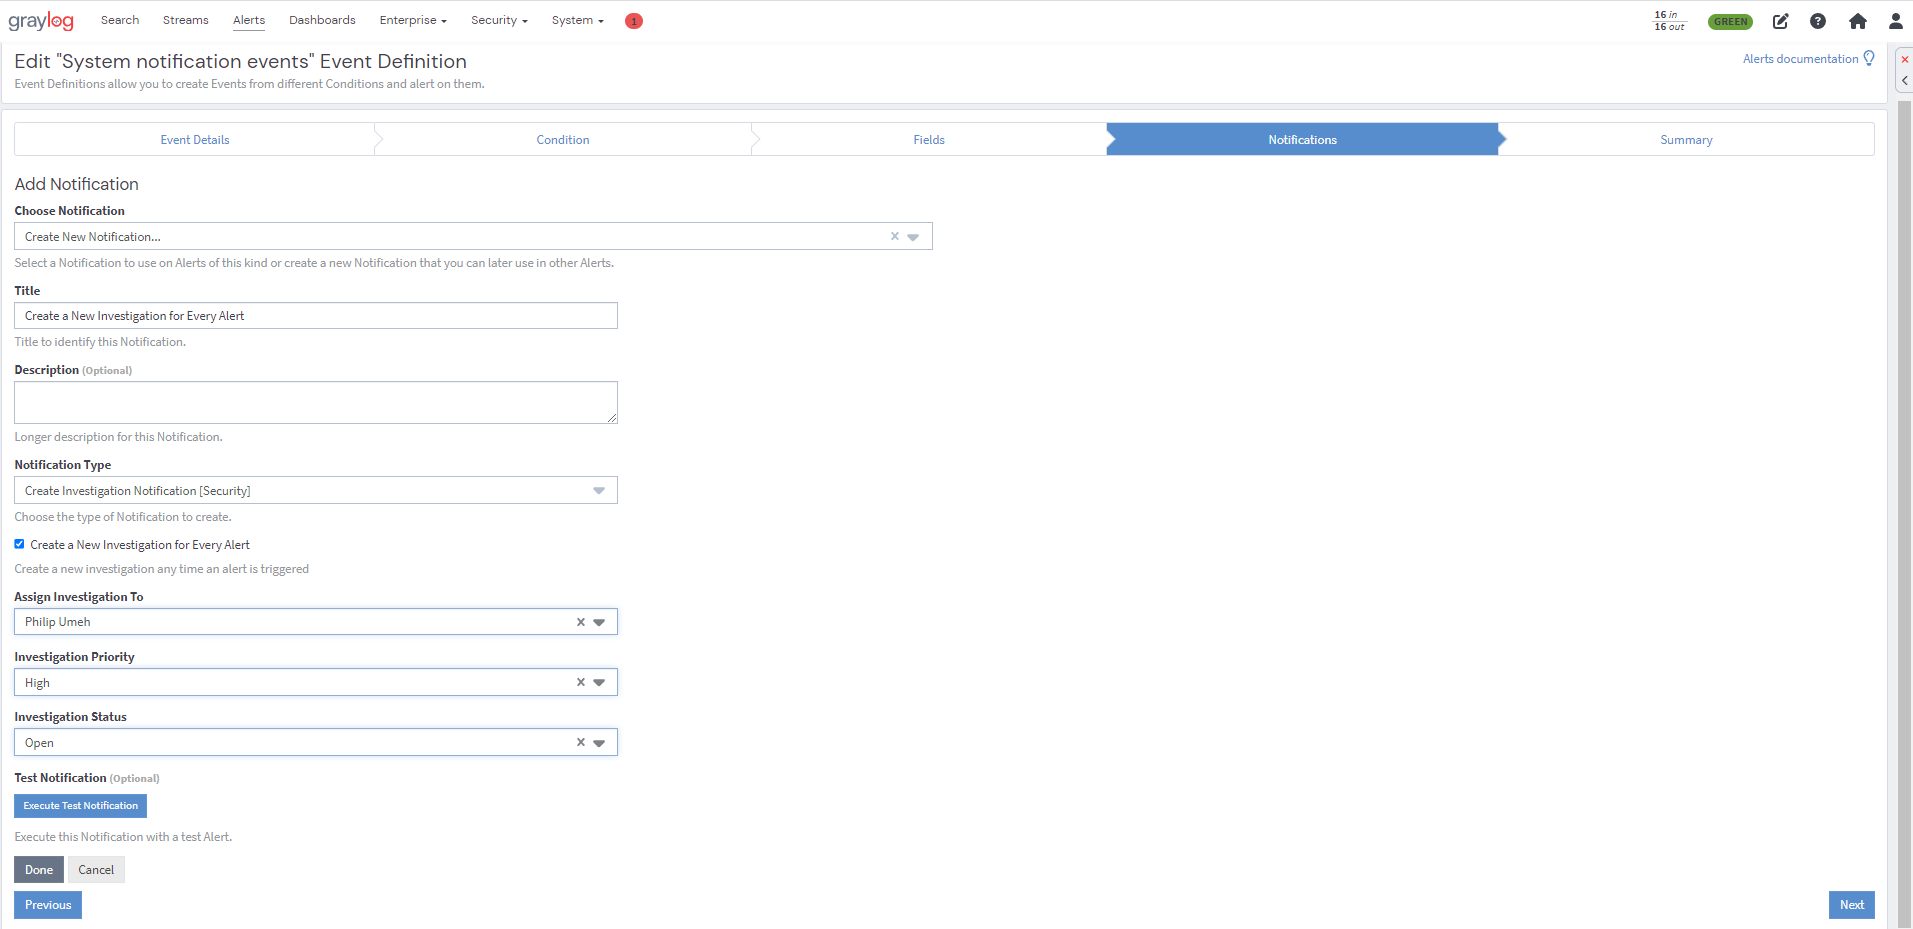 graylog Search Streams Alerts Dashboards Enterprise Security System 1 16 in GREEN ?
16 out
Edit "System notification events" Event Definition
Alerts documentation
Event Definitions allow you to create Events from different Conditions and alert on them.
Event Details Condition Fields Notifications Summary
Add Notification
Choose Notification
Create New Notification...
Select a Notification to use on Alerts of this kind or create a new Notification that you can later use in other Alerts.
Title
Create a New Investigation for Every Alert
Title to identify this Notification.
Description (Optional)
Longer description for this Notification.
Notification Type
Create Investigation Notification [Security]
Choose the type of Notification to create.
Create a New Investigation for Every Alert
Create a new investigation any time an alert is triggered
Assign Investigation To
Philip Umeh
Investigation Priority
High
Investigation Status
Open
Test Notification (Optional)
Execute Test Notification
Execute this Notification with a test Alert.
Done Cancel
Previous Next